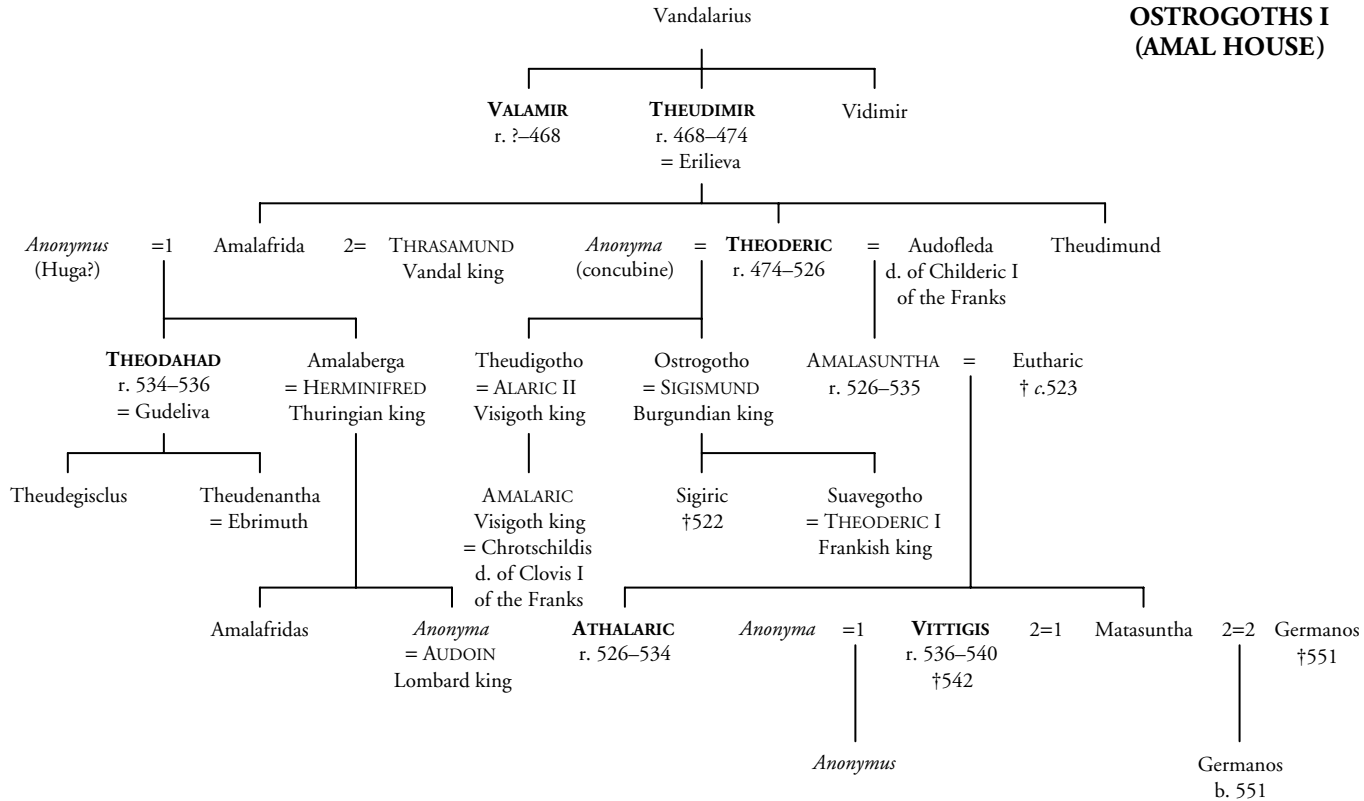 OSTROGOTHS I
(AMAL HOUSE)
Vandalarius
VALAMIR
r. ?–468
THEUDIMIR
r. 468–474
= Erilieva
Vidimir
Anonymus
(Huga?)
=1
Amalafrida
2=
THRASAMUND
Vandal king
Anonyma
(concubine)
=
THEODERIC
r. 474–526
=
Audofleda
d. of Childeric I
of the Franks
Theudimund
THEODAHAD
r. 534–536
= Gudeliva
Amalaberga
= HERMINIFRED
Thuringian king
Theudigotho
= ALARIC II
Visigoth king
Ostrogotho
= SIGISMUND
Burgundian king
AMALASUNTHA
r. 526–535
=
Eutharic
† c.523
Theudegisclus
Theudenantha
= Ebrimuth
AMALARIC
Visigoth king
= Chrotschildis
d. of Clovis I
of the Franks
Sigiric
†522
Suavegotho
= THEODERIC I
Frankish king
Amalafridas
Anonyma
= AUDOIN
Lombard king
ATHALARIC
r. 526–534
Anonyma
=1
VITTIGIS
r. 536–540
†542
2=1
Matasuntha
2=2
Germanos
†551
Anonymus
Germanos
b. 551